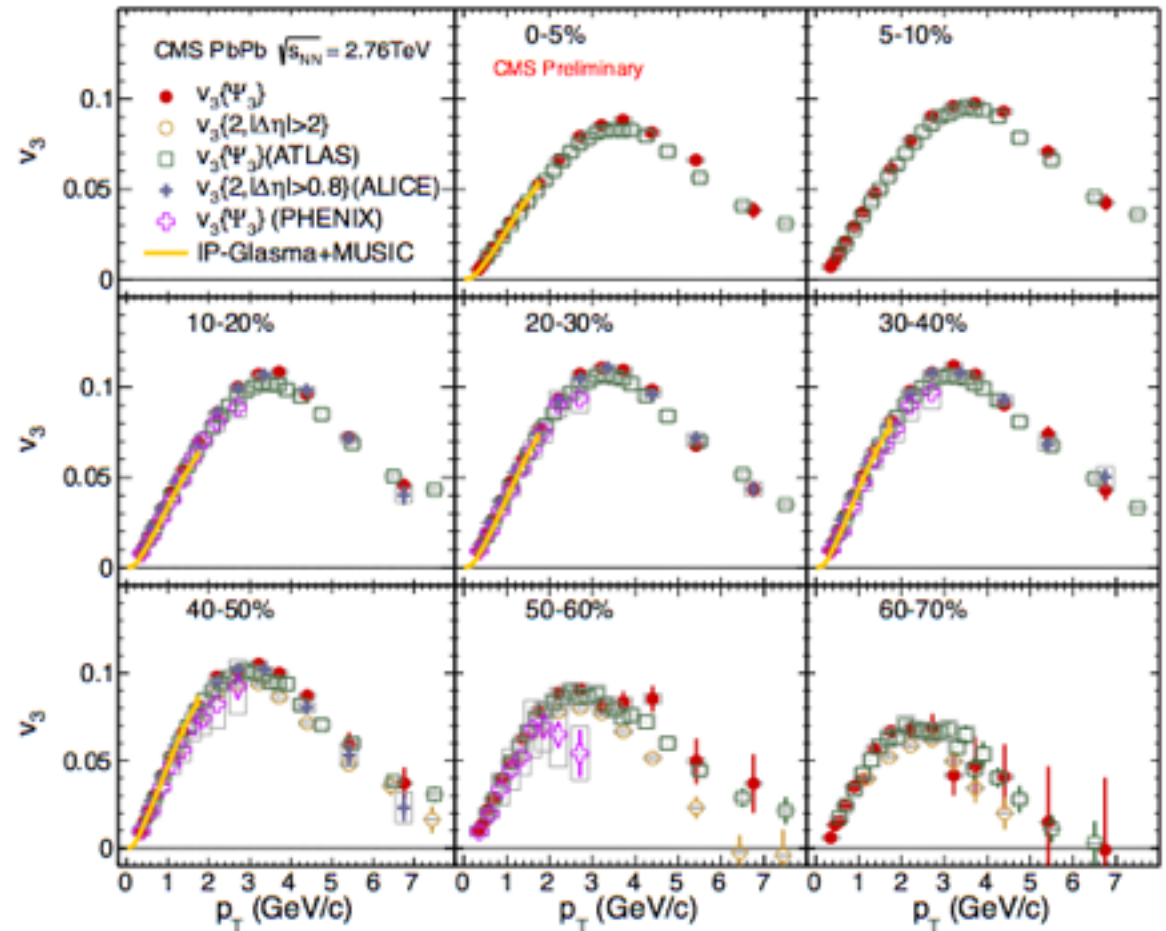 CMS PbPb √s_NN = 2.76TeV
v₃{Ψ₃}
v₃{2,|Δη|>2}
v₃{Ψ₃}(ATLAS)
v₃{2,|Δη|>0.8}(ALICE)
v₃{Ψ₃} (PHENIX)
IP-Glasma+MUSIC
0-5%
CMS Preliminary
5-10%
v₃
0.1
0.05
0
10-20%
20-30%
30-40%
v₃
0.1
0.05
0
40-50%
50-60%
60-70%
v₃
0.1
0.05
0
0 1 2 3 4 5 6 7
0 1 2 3 4 5 6 7
0 1 2 3 4 5 6 7
p_T (GeV/c)
p_T (GeV/c)
p_T (GeV/c)